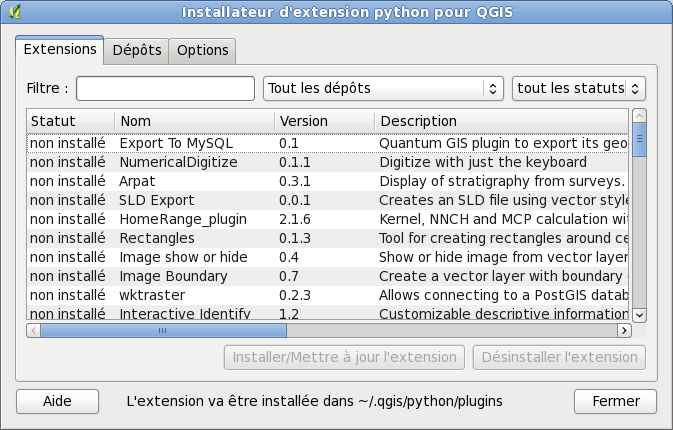 Installateur d'extension python pour QGIS
Extensions Dépôts Options
Filtre : Tout les dépôts tout les statuts
Statut Nom Version Description
non installé Export To MySQL 0.1 Quantum GIS plugin to export its geo
non installé NumericalDigitize 0.1.1 Digitize with just the keyboard
non installé Arpat 0.3.1 Display of stratigraphy from surveys.
non installé SLD Export 0.0.1 Creates an SLD file using vector style
non installé HomeRange_plugin 2.1.6 Kernel, NNCH and MCP calculation wi
non installé Rectangles 0.1.3 Tool for creating rectangles around ce
non installé Image show or hide 0.4 Show or hide image from vector layer
non installé Image Boundary 0.7 Create a vector layer with boundary
non installé wktraster 0.2.3 Allows connecting to a PostGIS datab
non installé Interactive Identify 1.2 Customizable descriptive information
Installer/Mettre à jour l'extension Désinstaller l'extension
Aide L'extension va être installée dans ~/.qgis/python/plugins Fermer